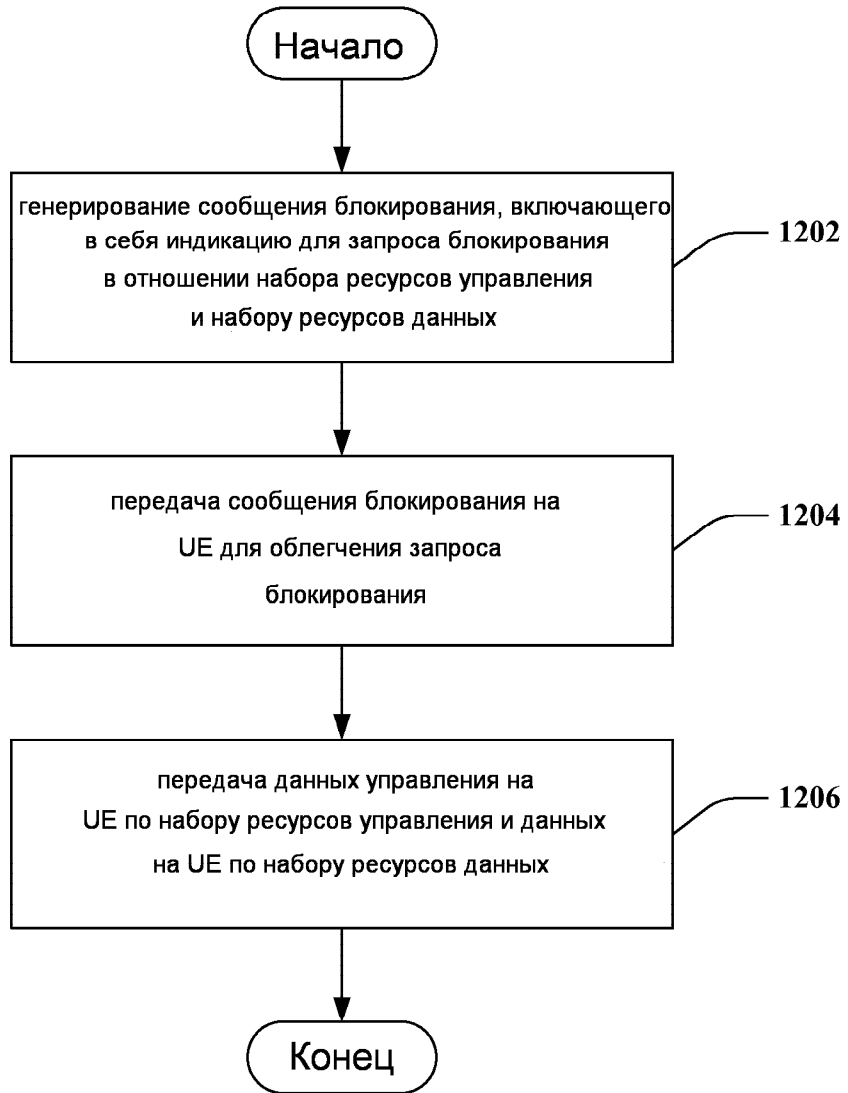 Начало
генерирование сообщения блокирования, включающего
в себя индикацию для запроса блокирования
в отношении набора ресурсов управления
и набору ресурсов данных
1202
передача сообщения блокирования на
UE для облегчения запроса
блокирования
1204
передача данных управления на
UE по набору ресурсов управления и данных
на UE по набору ресурсов данных
1206
Конец